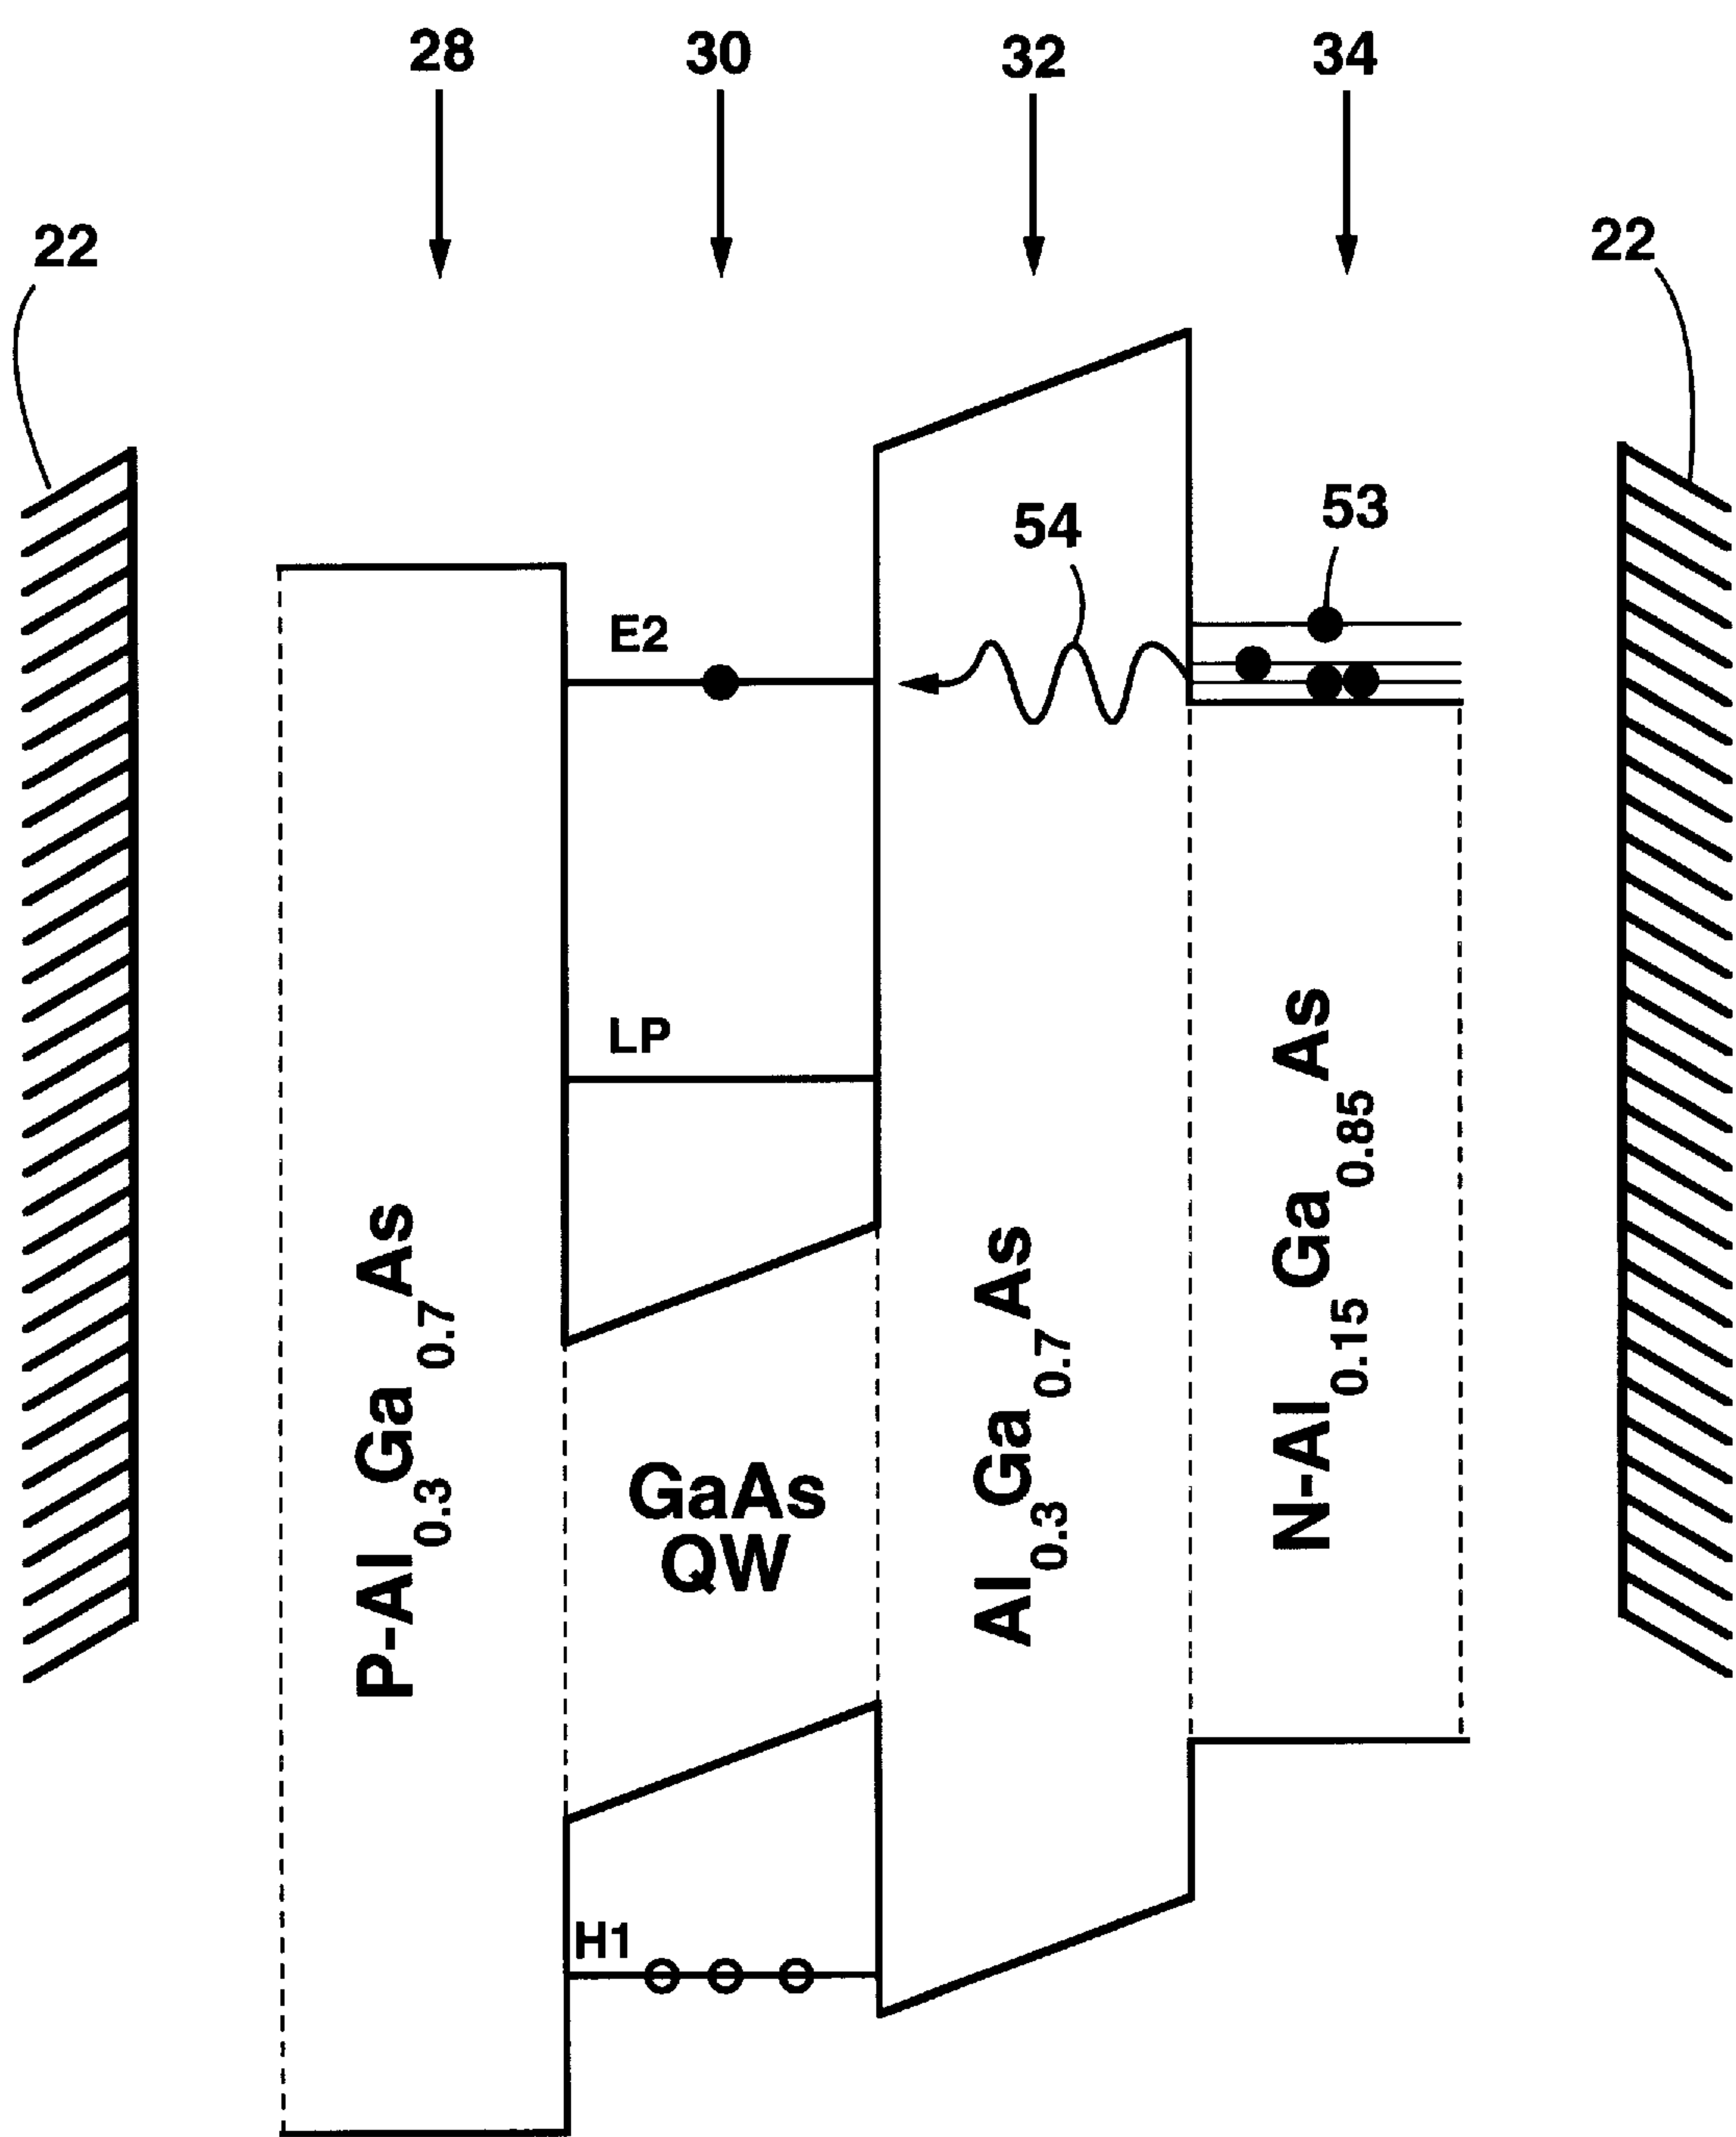 28
30
32
34
22
22
54
53
E2
LP
P-Al0.3Ga0.7As
GaAs
QW
Al0.3Ga0.7As
N-Al0.15Ga0.85As
H1